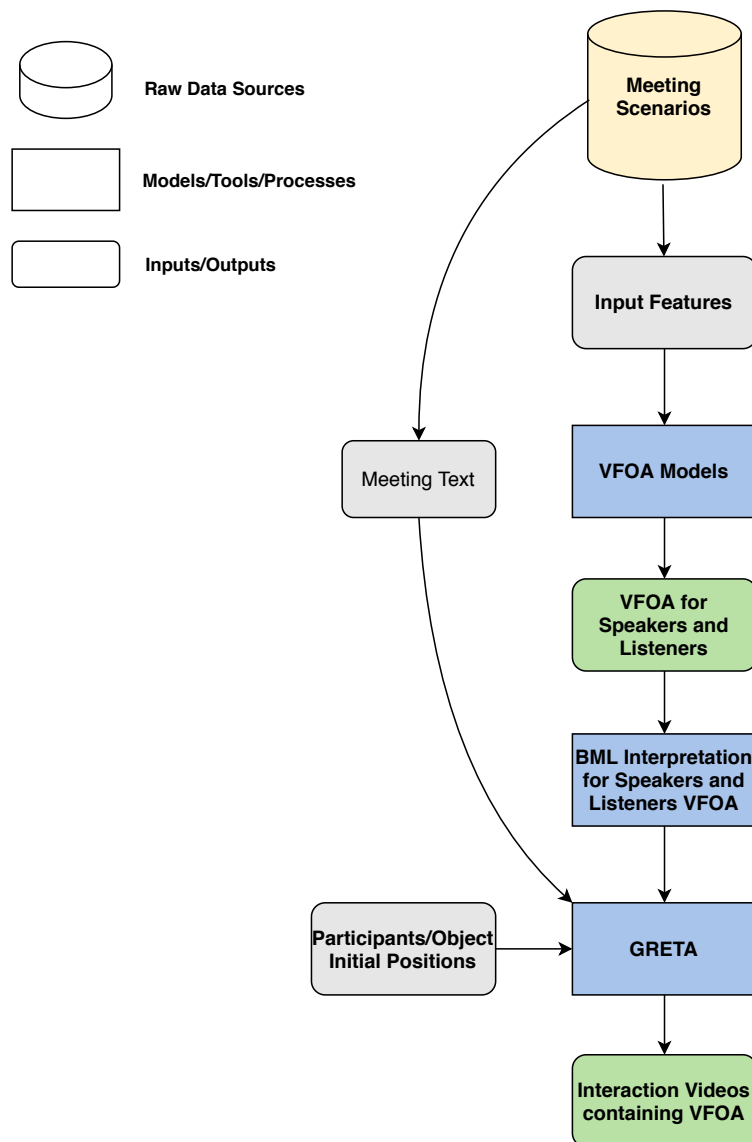 Raw Data Sources
Models/Tools/Processes
Inputs/Outputs
Meeting
Scenarios
Input Features
Meeting Text
VFOA Models
VFOA for
Speakers and
Listeners
BML Interpretation
for Speakers and
Listeners VFOA
Participants/Object
Initial Positions
GRETA
Interaction Videos
containing VFOA